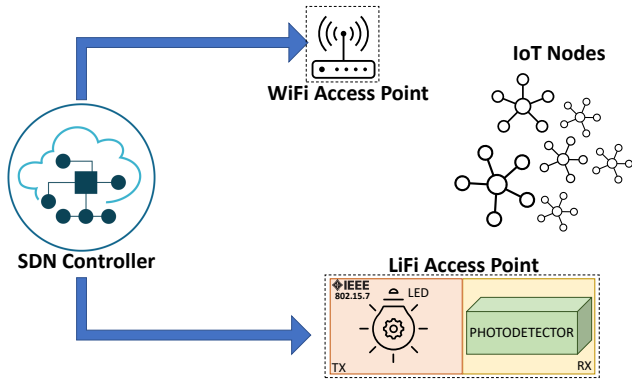 IoT Nodes
WiFi Access Point
SDN Controller
LiFi Access Point
IEEE
802.15.7
LED
PHOTODETECTOR
TX
RX